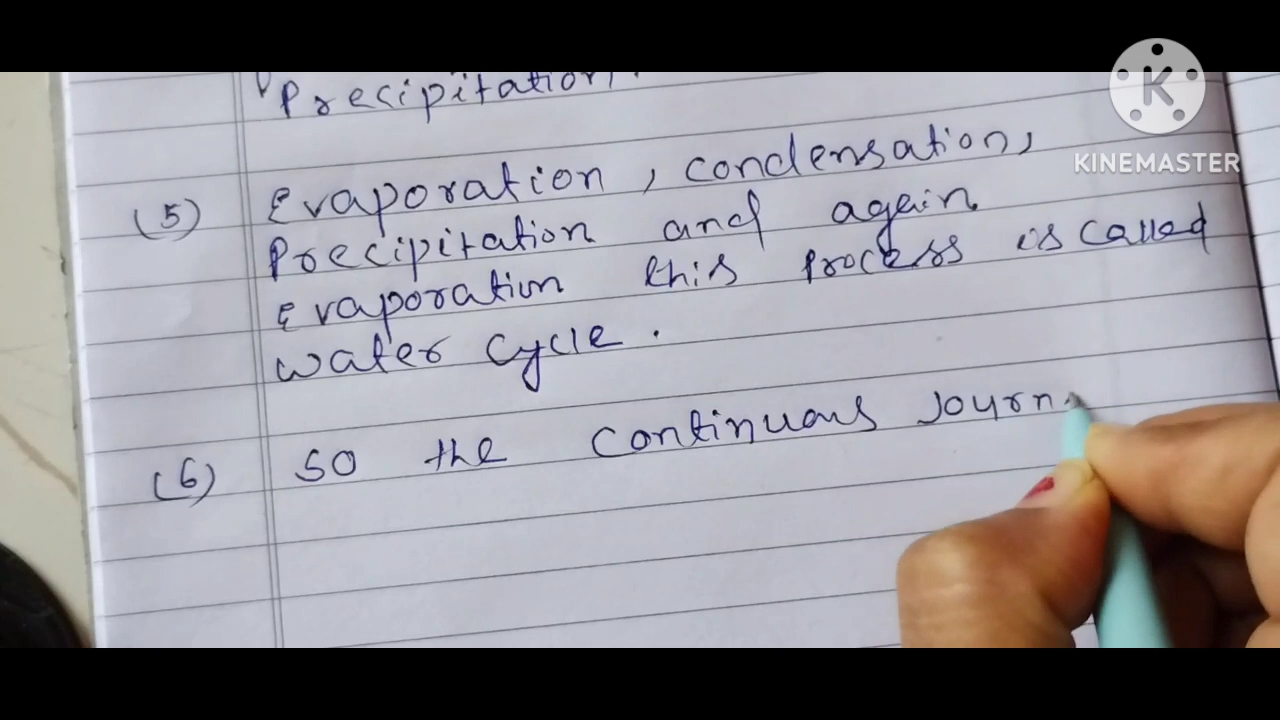 Precipitation.
(5) Evaporation, condensation,
Precipitation and again
Evaporation this process is called
water cycle.
(6) so the continuous Journ
K
KINEMASTER